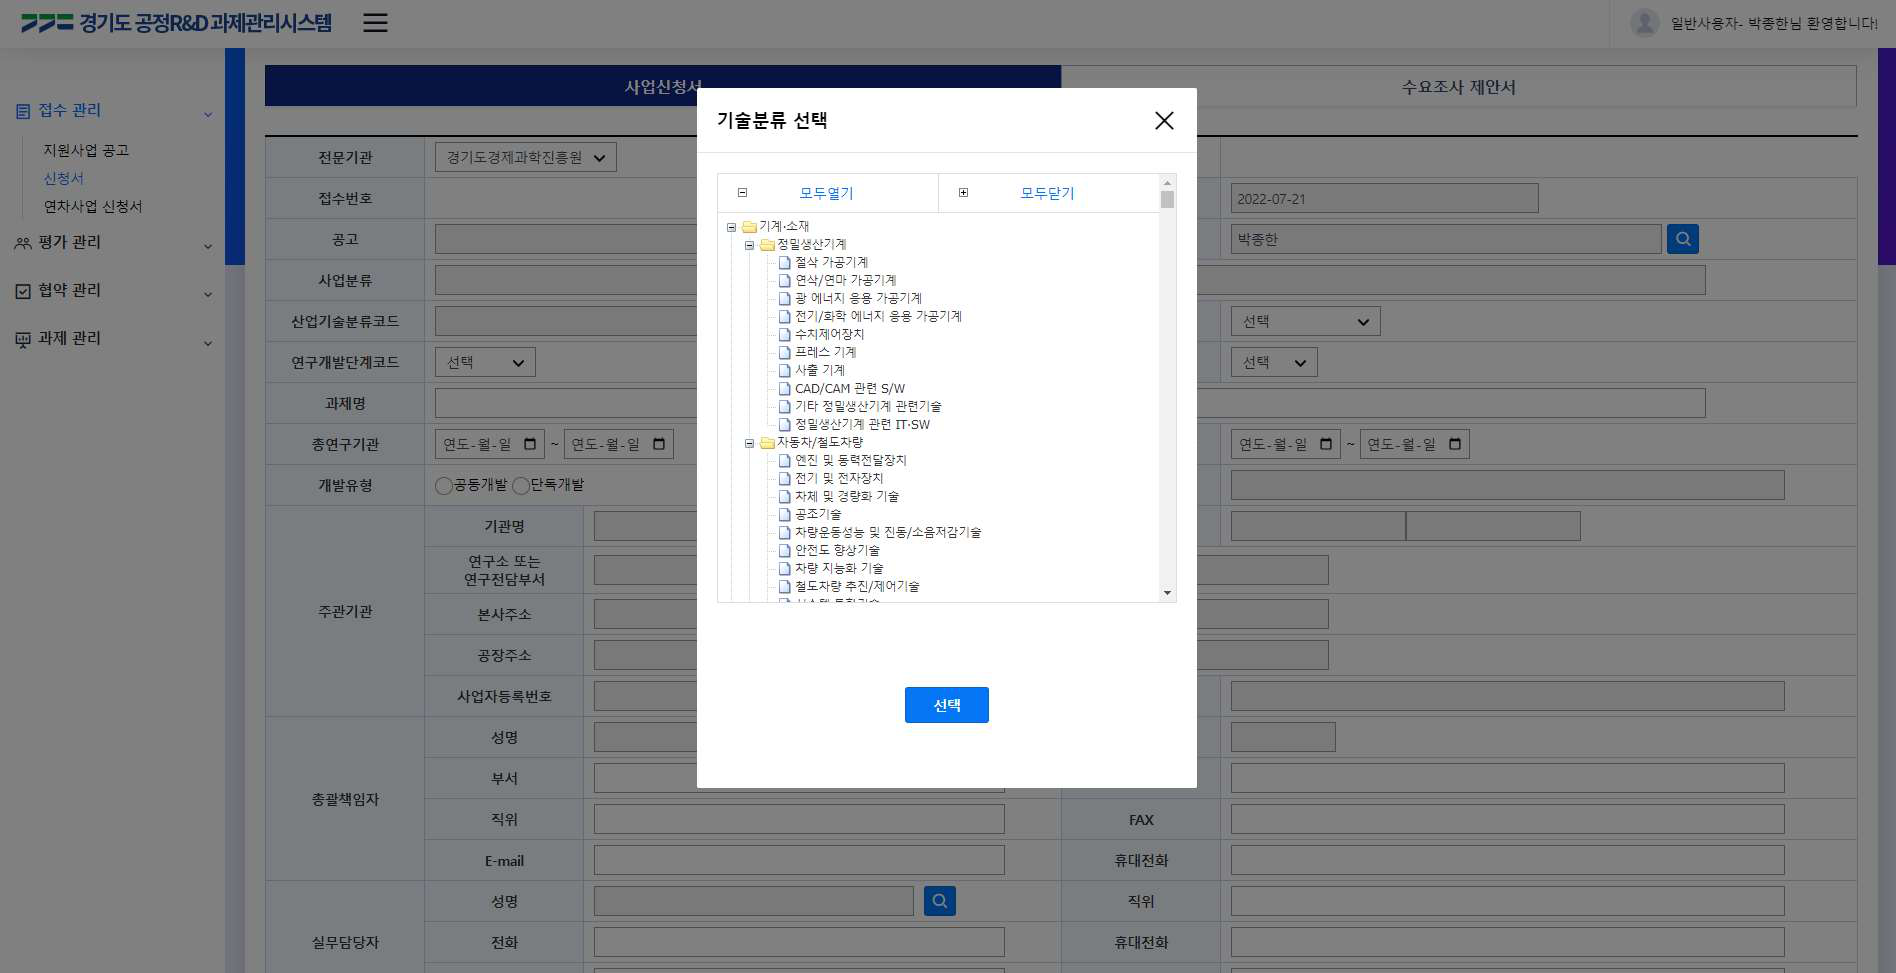 경기도 공정R&D 과제관리시스템
일반사용자- 박종한님 환영합니다!
접수 관리
지원사업 공고
신청서
연차사업 신청서
평가 관리
협약 관리
과제 관리
사업신청서
수요조사 제안서
전문기관 경기도경제과학진흥원
접수번호 2022-07-21
공고 박종한
사업분류
산업기술분류코드 선택
연구개발단계코드 선택 선택
과제명
총연구기관 연도-월-일 ~ 연도-월-일 연도-월-일 ~ 연도-월-일
개발유형 공동개발 단독개발
주관기관
기관명
연구소 또는
연구전담부서
본사주소
공장주소
사업자등록번호
총괄책임자
성명
부서
직위 FAX
E-mail 휴대전화
실무담당자
성명 직위
전화 휴대전화
기술분류 선택
모두열기 모두닫기
기계·소재
정밀생산기계
절삭 가공기계
연삭/연마 가공기계
광 에너지 응용 가공기계
전기/화학 에너지 응용 가공기계
수치제어장치
프레스 기계
사출 기계
CAD/CAM 관련 S/W
기타 정밀생산기계 관련기술
정밀생산기계 관련 IT·SW
자동차/철도차량
엔진 및 동력전달장치
전기 및 전자장치
차체 및 경량화 기술
공조기술
차량운동성능 및 진동/소음저감기술
안전도 향상기술
차량 지능화 기술
철도차량 추진/제어기술
선택